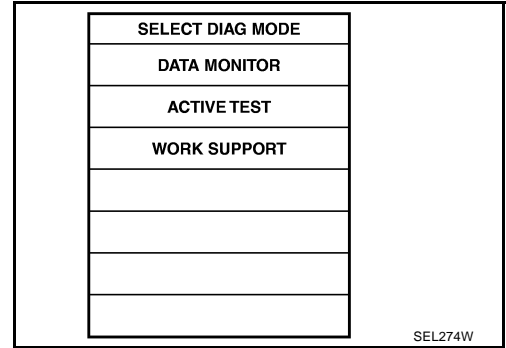 SELECT DIAG MODE
DATA MONITOR
ACTIVE TEST
WORK SUPPORT
SEL274W